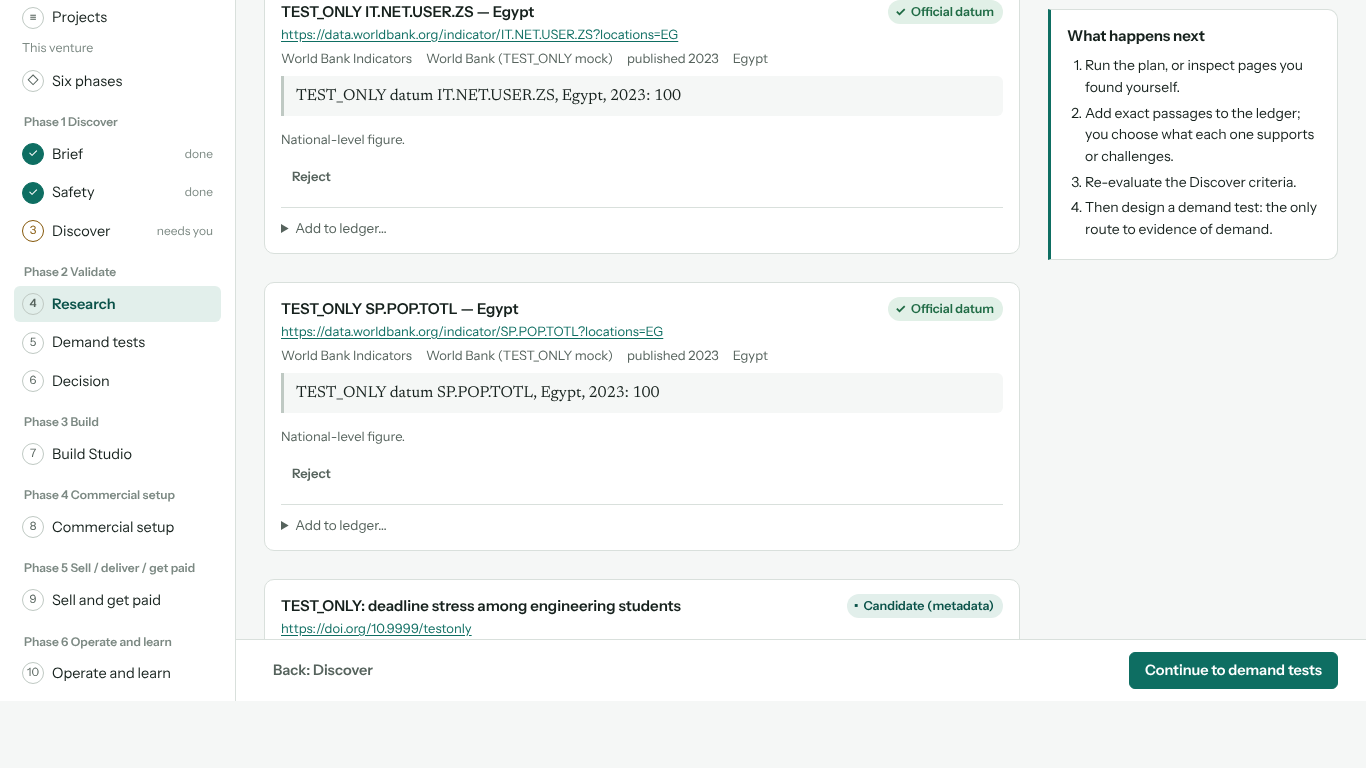 Projects
This venture
Six phases
Phase 1 Discover
Brief done
Safety done
3 Discover needs you
Phase 2 Validate
4 Research
5 Demand tests
6 Decision
Phase 3 Build
7 Build Studio
Phase 4 Commercial setup
8 Commercial setup
Phase 5 Sell / deliver / get paid
9 Sell and get paid
Phase 6 Operate and learn
10 Operate and learn
TEST_ONLY IT.NET.USER.ZS — Egypt
Official datum
https://data.worldbank.org/indicator/IT.NET.USER.ZS?locations=EG
World Bank Indicators World Bank (TEST_ONLY mock) published 2023 Egypt
TEST_ONLY datum IT.NET.USER.ZS, Egypt, 2023: 100
National-level figure.
Reject
Add to ledger...
TEST_ONLY SP.POP.TOTL — Egypt
Official datum
https://data.worldbank.org/indicator/SP.POP.TOTL?locations=EG
World Bank Indicators World Bank (TEST_ONLY mock) published 2023 Egypt
TEST_ONLY datum SP.POP.TOTL, Egypt, 2023: 100
National-level figure.
Reject
Add to ledger...
TEST_ONLY: deadline stress among engineering students
Candidate (metadata)
https://doi.org/10.9999/testonly
What happens next
1. Run the plan, or inspect pages you
found yourself.
2. Add exact passages to the ledger;
you choose what each one supports
or challenges.
3. Re-evaluate the Discover criteria.
4. Then design a demand test: the only
route to evidence of demand.
Back: Discover
Continue to demand tests